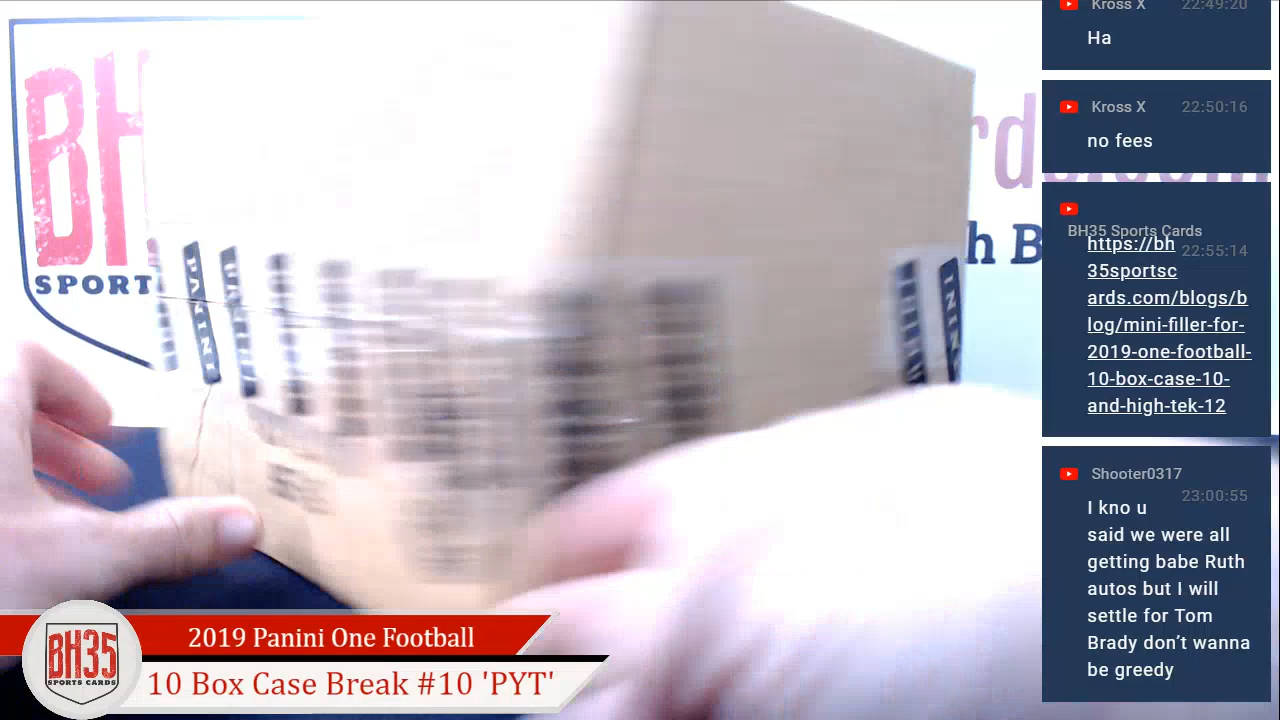 BH
SPORT
rds.com
h B
PANINI
PANINI
Kross X 22:49:20
Ha
Kross X 22:50:16
no fees
BH35 Sports Cards
22:55:14
https://bh
35sportsc
ards.com/blogs/b
log/mini-filler-for-
2019-one-football-
10-box-case-10-
and-high-tek-12
Shooter0317
23:00:55
I kno u
said we were all
getting babe Ruth
autos but I will
settle for Tom
Brady don't wanna
be greedy
2019 Panini One Football
10 Box Case Break #10 'PYT'
BH35
SPORTS CARDS